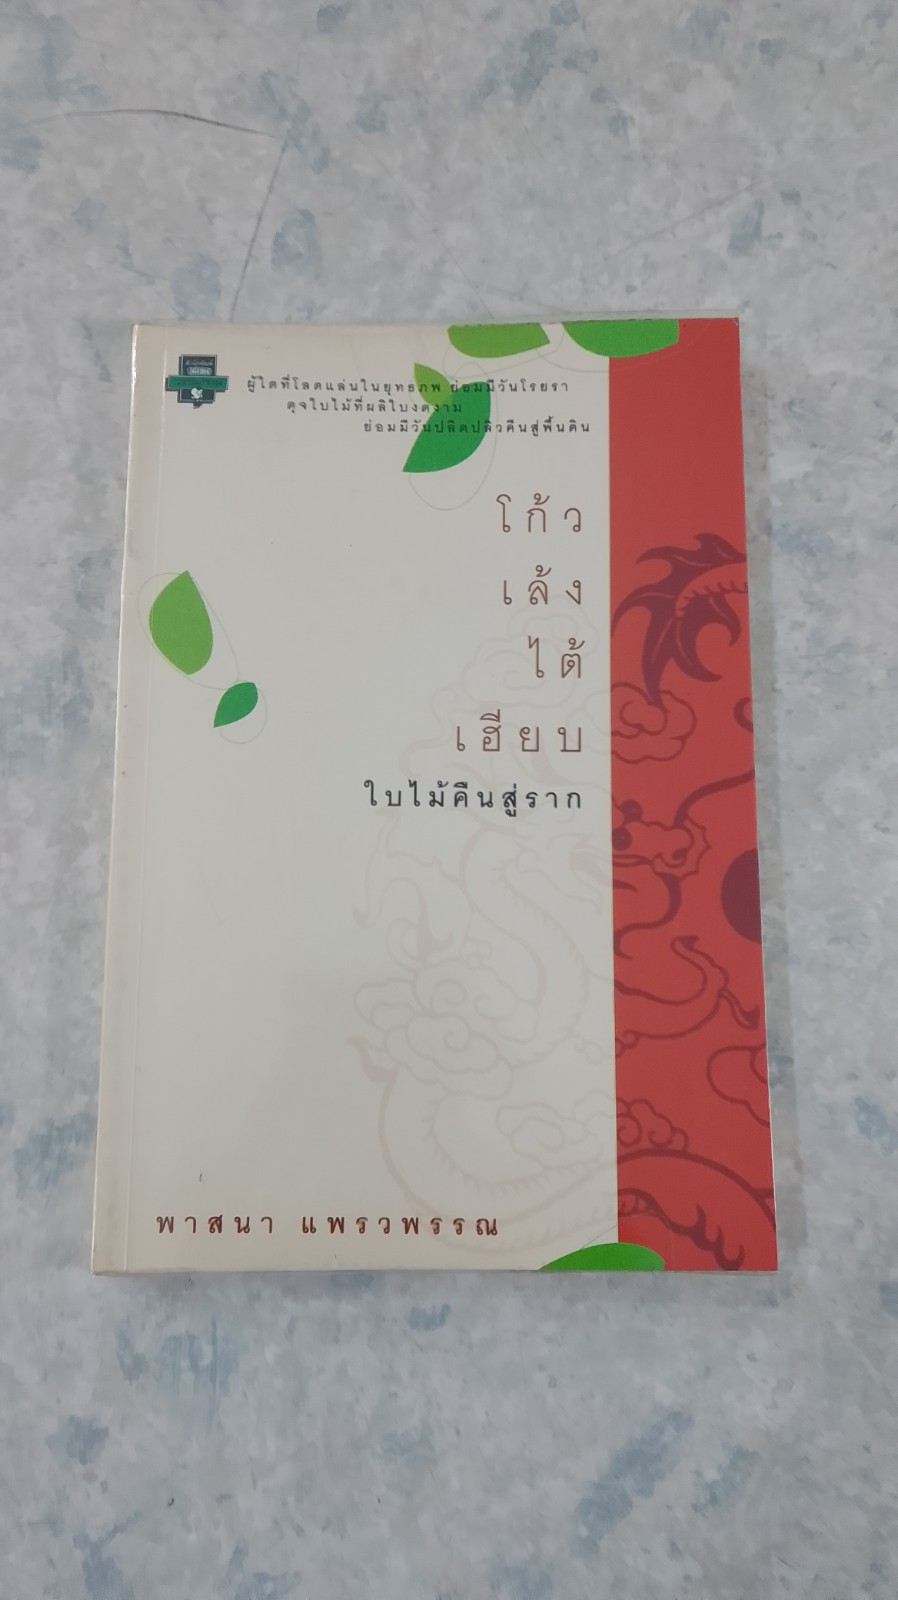 ผู้ใดที่โลดแล่นในยุทธภพ ย่อมมีวันโรยรา
ดุจใบไม้ที่ผลิใบงดงาม
ย่อมมีวันปลิดปลิวคืนสู่พื้นดิน
โก้ว
เล้ง
ไต้
เฮียบ
ใบไม้คืนสู่ราก
พาสนา แพรวพรรณ